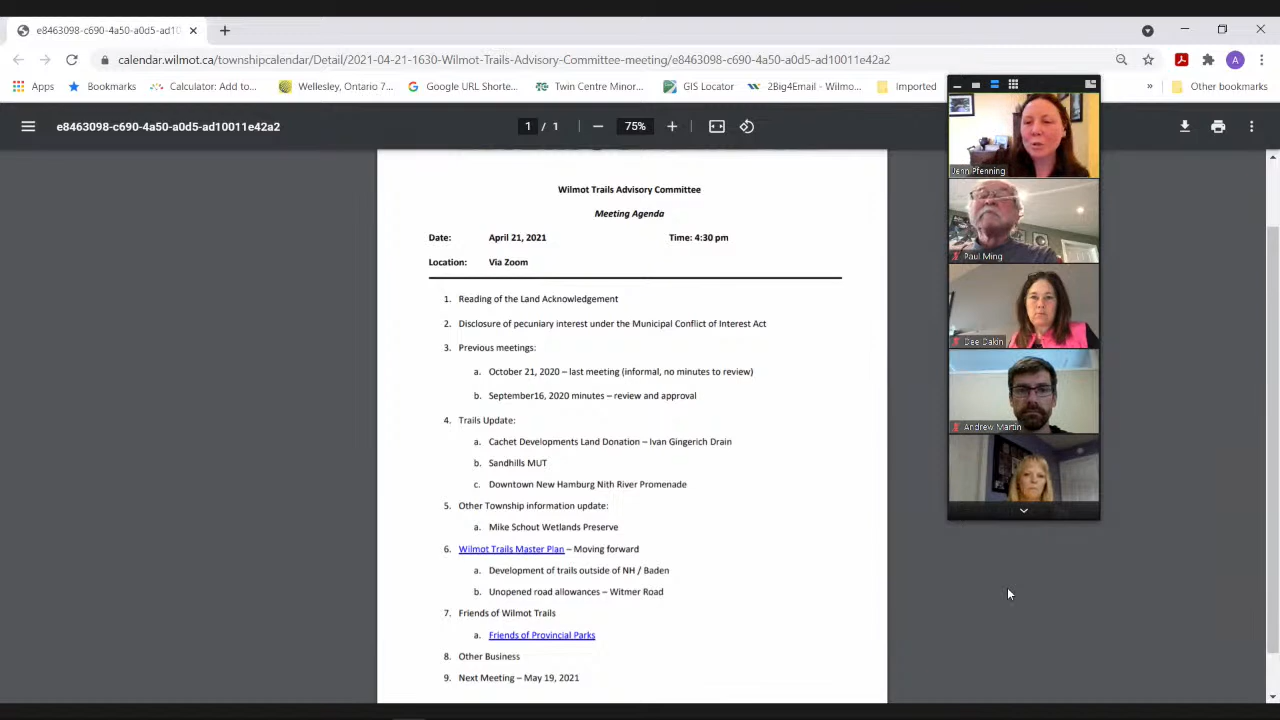 e8463098-c690-4a50-a0d5-ad10
calendar.wilmot.ca/townshipcalendar/Detail/2021-04-21-1630-WilmotTrails-Advisory-Committee-meeting/e8463098-c690-4a50-a0d5-ad10011e42a2
A
Apps
Bookmarks
Calculator: Add to...
Wellesley, Ontario 7...
Google URL Shorte...
Twin Centre Minor...
GIS Locator
2Big4Email - Wilmo...
Imported
»
Other bookmarks
e8463098-c690-4a50-a0d5-ad10011e42a2
1 / 1
75%
Wilmot Trails Advisory Committee
Meeting Agenda
Date: April 21, 2021 Time: 4:30 pm
Location: Via Zoom
1. Reading of the Land Acknowledgement
2. Disclosure of pecuniary interest under the Municipal Conflict of Interest Act
3. Previous meetings:
a. October 21, 2020 – last meeting (informal, no minutes to review)
b. September16, 2020 minutes – review and approval
4. Trails Update:
a. Cachet Developments Land Donation – Ivan Gingerich Drain
b. Sandhills MUT
c. Downtown New Hamburg Nith River Promenade
5. Other Township information update:
a. Mike Schout Wetlands Preserve
6. Wilmot Trails Master Plan – Moving forward
a. Development of trails outside of NH / Baden
b. Unopened road allowances – Witmer Road
7. Friends of Wilmot Trails
a. Friends of Provincial Parks
8. Other Business
9. Next Meeting – May 19, 2021
Jenn Pfenning
Paul Ming
Dee Dakin
Andrew Martin